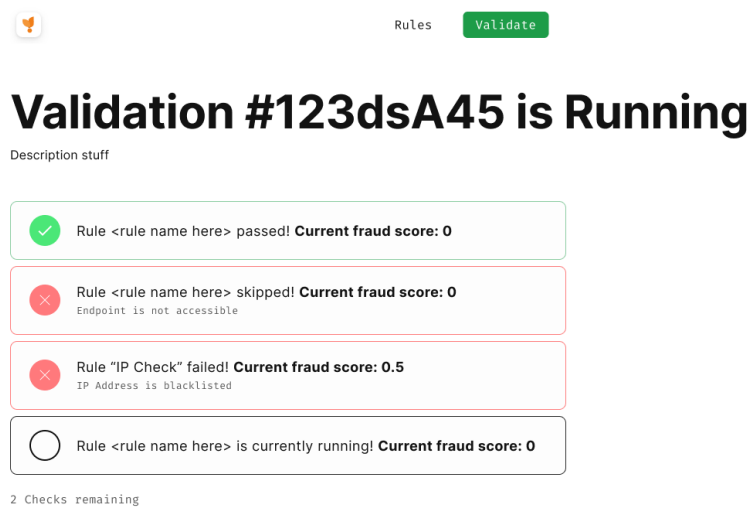 Rules
Validate
Validation #123dsA45 is Running
Description stuff
Rule <rule name here> passed! Current fraud score: 0
Rule <rule name here> skipped! Current fraud score: 0
Endpoint is not accessible
Rule “IP Check” failed! Current fraud score: 0.5
IP Address is blacklisted
Rule <rule name here> is currently running! Current fraud score: 0
2 Checks remaining